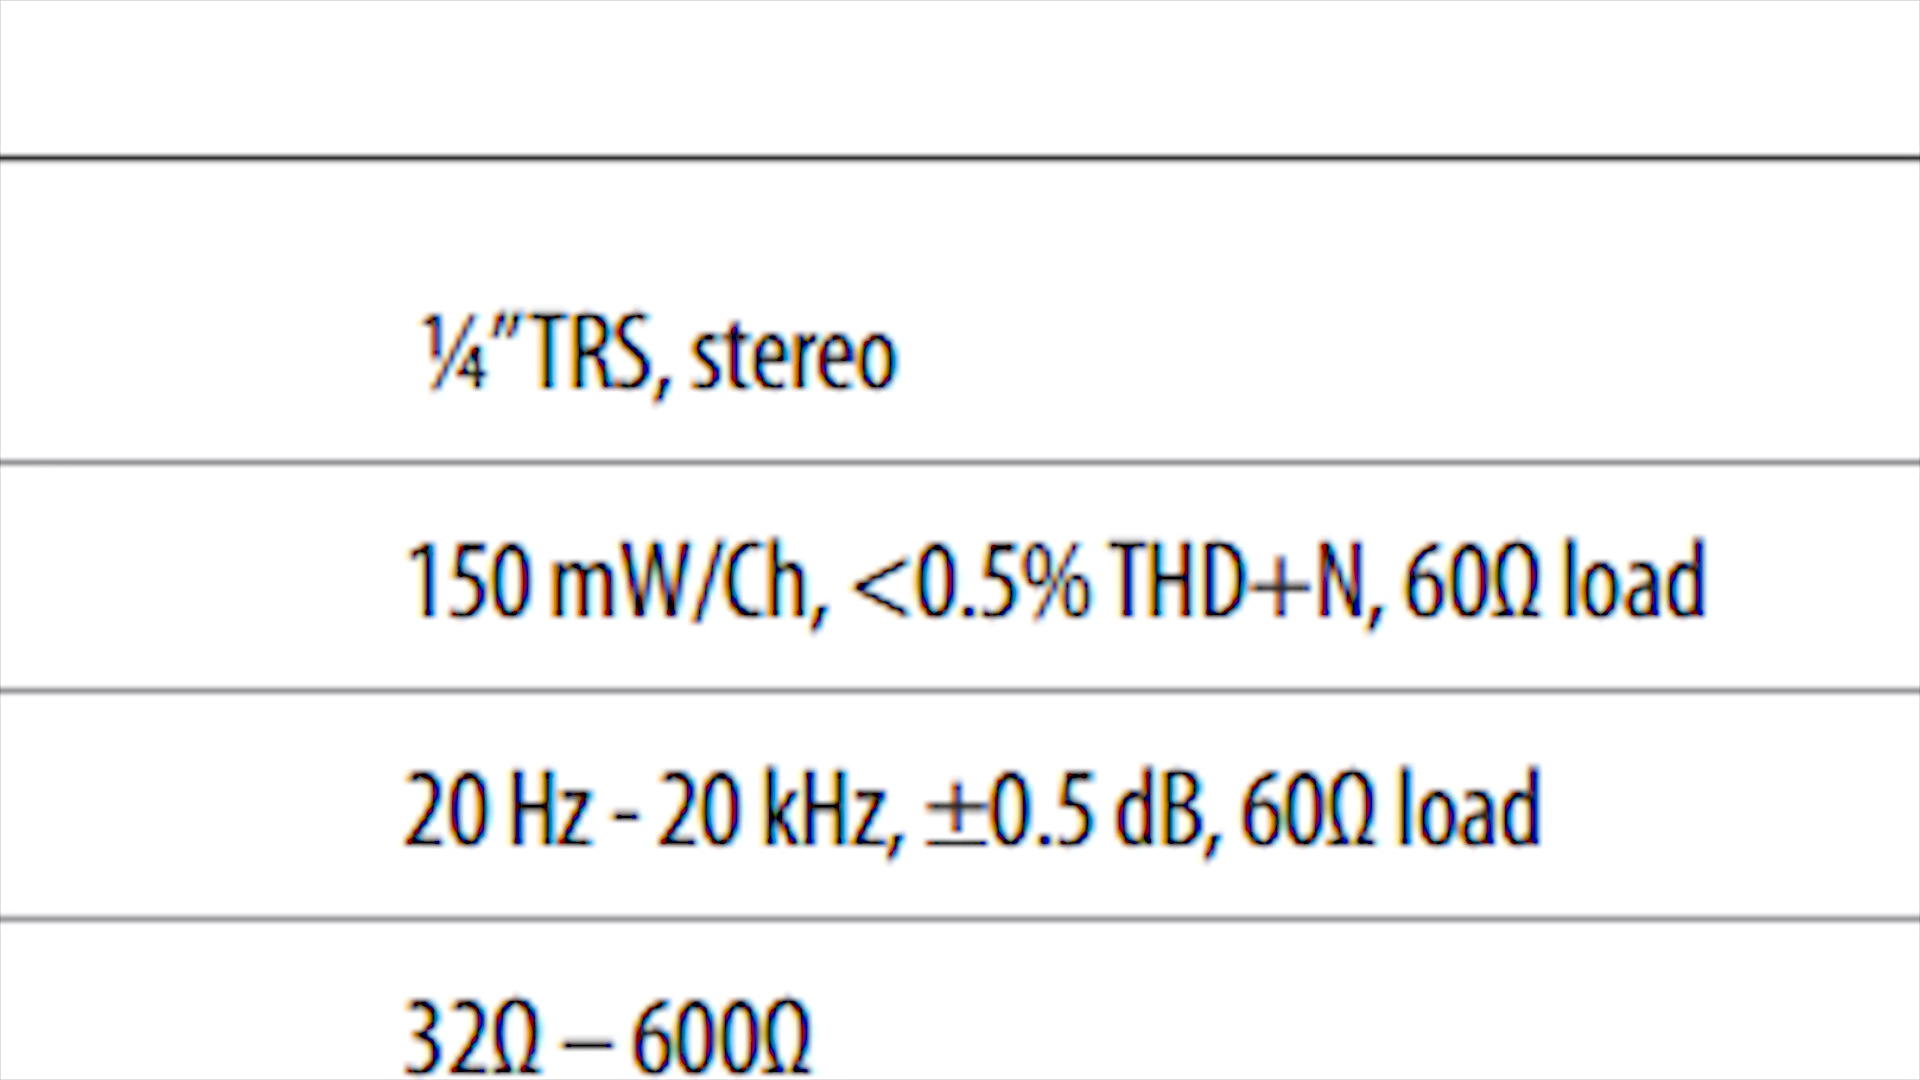 ¼” TRS, stereo
150 mW/Ch, <0.5% THD+N, 60Ω load
20 Hz - 20 kHz, ±0.5 dB, 60Ω load
32Ω – 600Ω